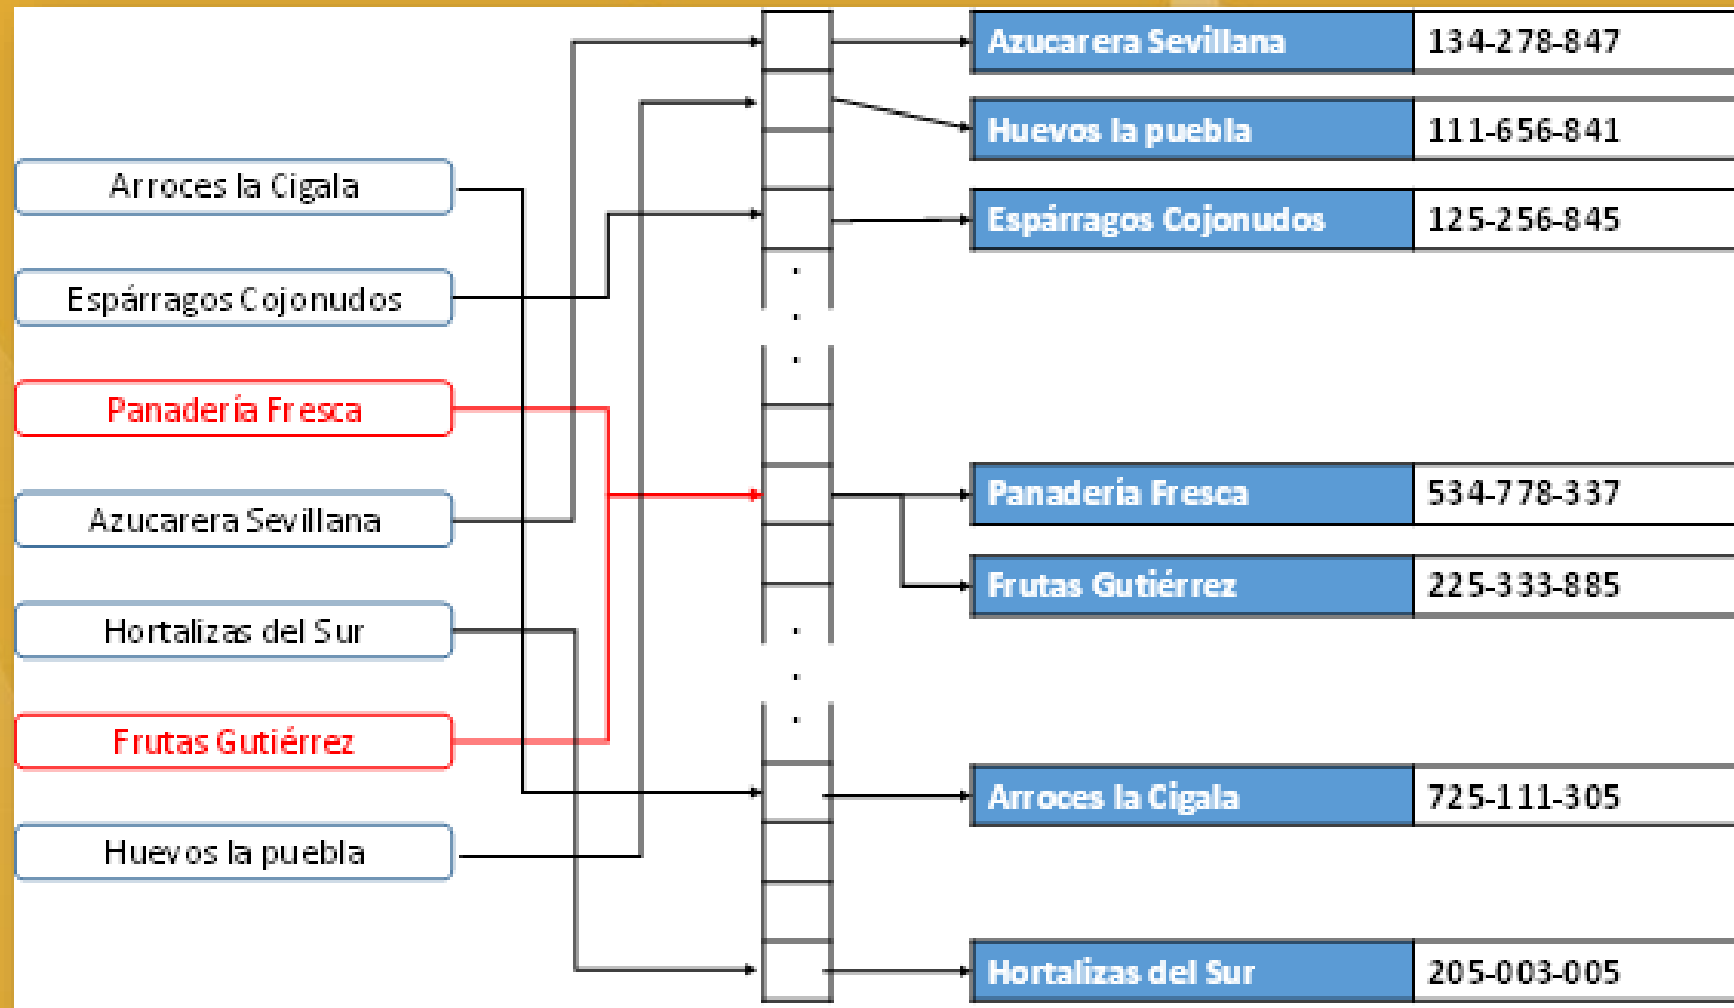 Arroces la Cigala
Espárragos Cojonudos
Panadería Fresca
Azucarera Sevillana
Hortalizas del Sur
Frutas Gutiérrez
Huevos la puebla
Azucarera Sevillana 134-278-847
Huevos la puebla 111-656-841
Espárragos Cojonudos 125-256-845
Panadería Fresca 534-778-337
Frutas Gutiérrez 225-333-885
Arroces la Cigala 725-111-305
Hortalizas del Sur 205-003-005